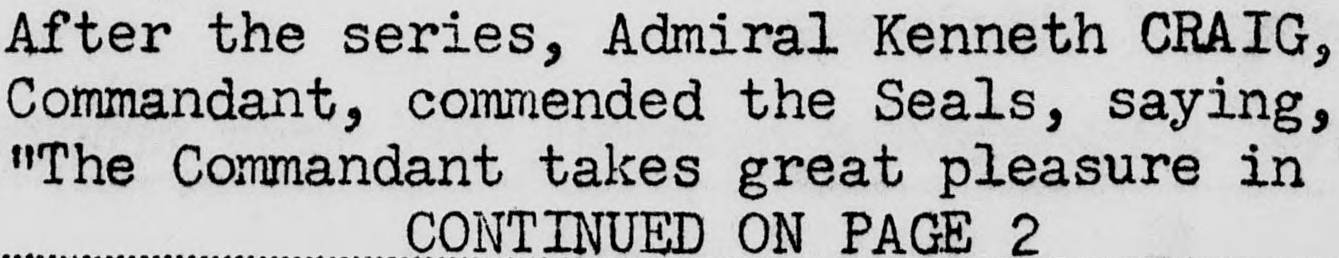 After the series, Admiral Kenneth CRAIG,
Commandant, commended the Seals, saying,
"The Commandant takes great pleasure in
CONTINUED ON PAGE 2